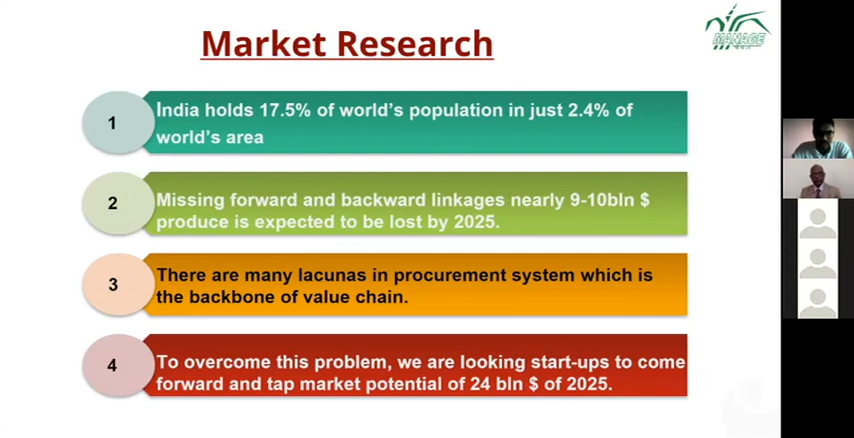 Market Research
MANAGE
1
India holds 17.5% of world's population in just 2.4% of
world's area
2
Missing forward and backward linkages nearly 9-10bln $
produce is expected to be lost by 2025.
3
There are many lacunas in procurement system which is
the backbone of value chain.
4
To overcome this problem, we are looking start-ups to come
forward and tap market potential of 24 bln $ of 2025.